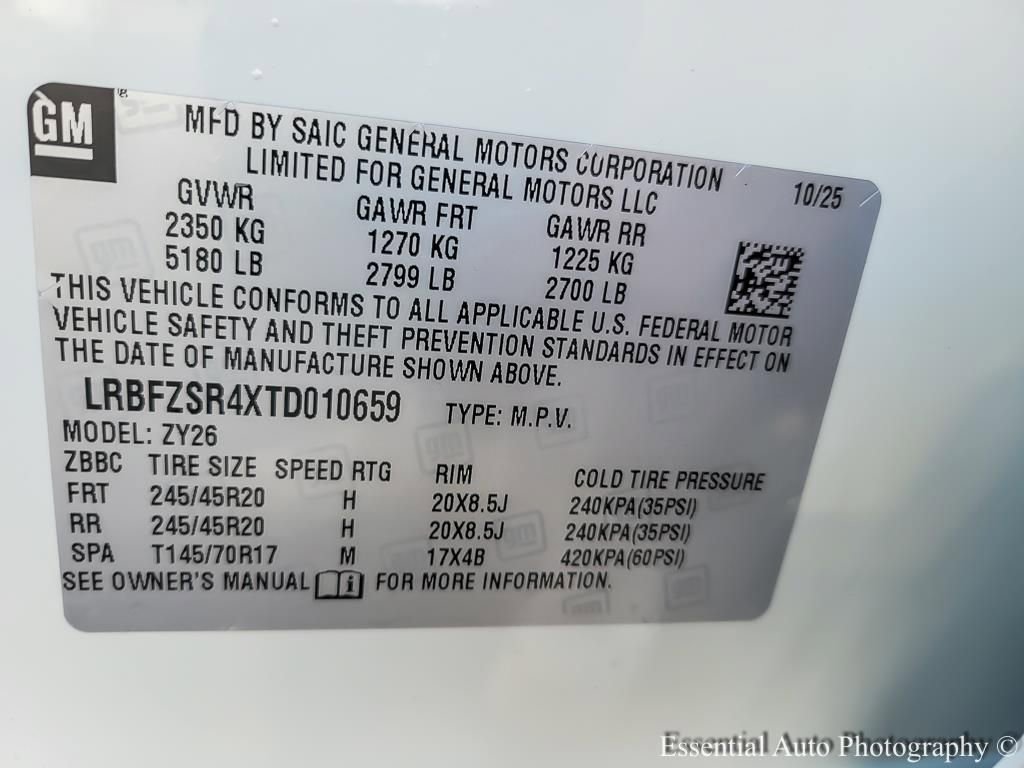 GM
MFD BY SAIC GENERAL MOTORS CORPORATION
LIMITED FOR GENERAL MOTORS LLC
10/25
GVWR GAWR FRT GAWR RR
2350 KG 1270 KG 1225 KG
5180 LB 2799 LB 2700 LB
THIS VEHICLE CONFORMS TO ALL APPLICABLE U.S. FEDERAL MOTOR
VEHICLE SAFETY AND THEFT PREVENTION STANDARDS IN EFFECT ON
THE DATE OF MANUFACTURE SHOWN ABOVE.
LRBFZSR4XTD010659 TYPE: M.P.V.
MODEL: ZY26
ZBBC TIRE SIZE SPEED RTG RIM COLD TIRE PRESSURE
FRT 245/45R20 H 20X8.5J 240KPA(35PSI)
RR 245/45R20 H 20X8.5J 240KPA(35PSI)
SPA T145/70R17 M 17X4B 420KPA(60PSI)
SEE OWNER'S MANUAL i FOR MORE INFORMATION.
Essential Auto Photography ©